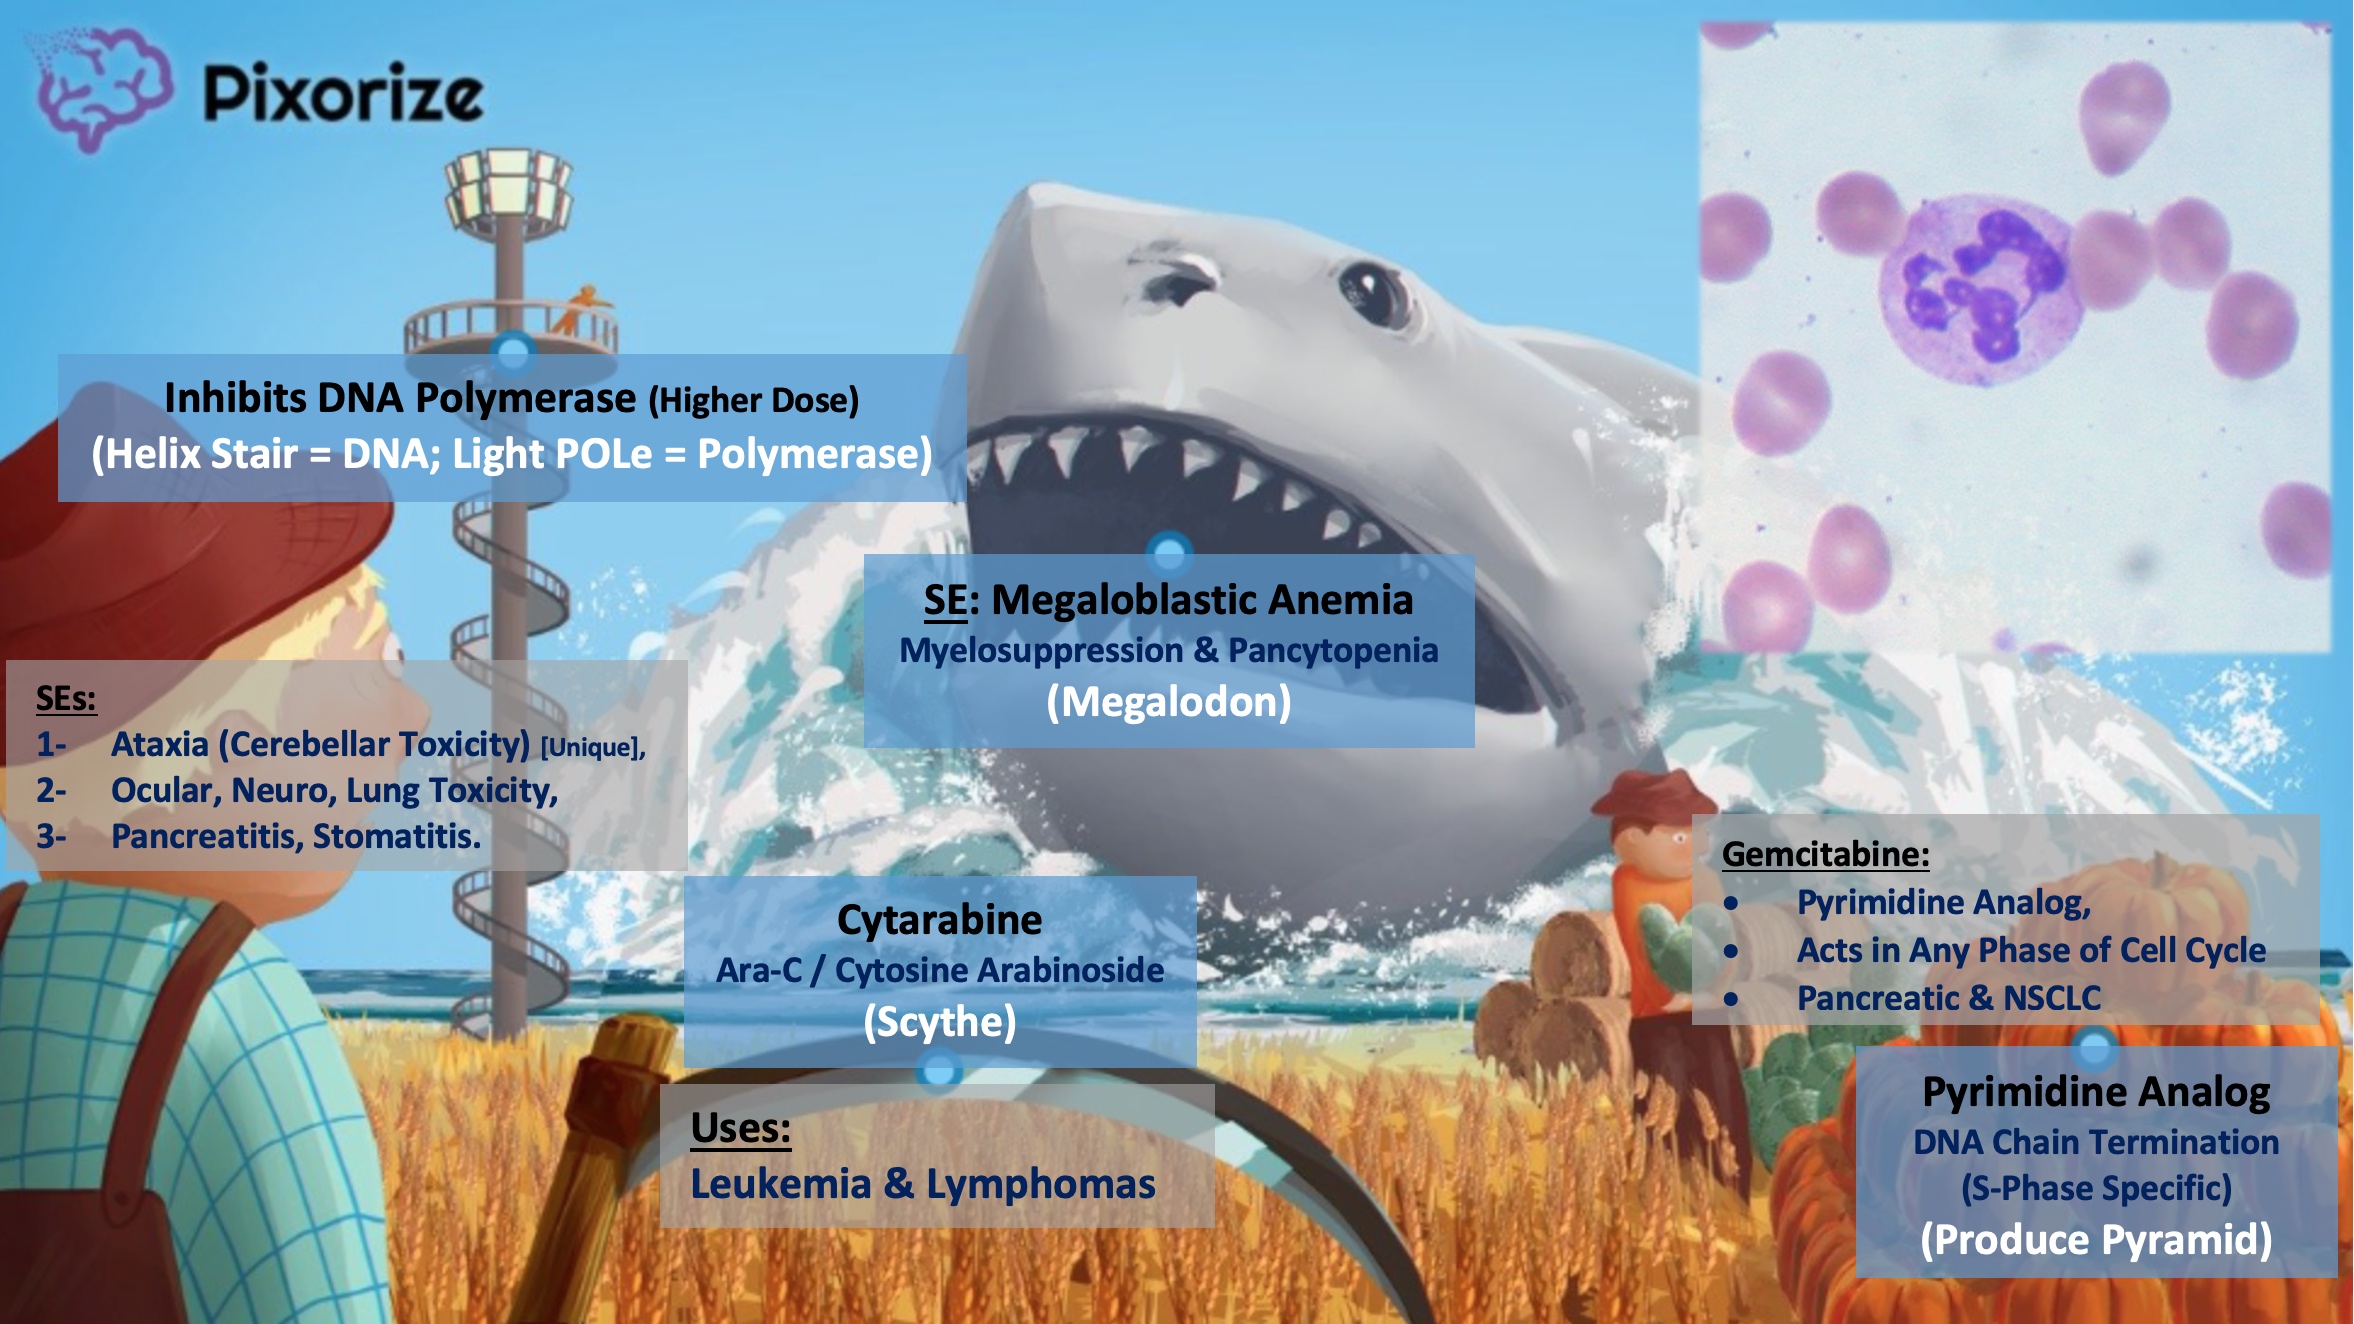 Pixorize
Inhibits DNA Polymerase (Higher Dose)
(Helix Stair = DNA; Light POLe = Polymerase)
SE: Megaloblastic Anemia
Myelosuppression & Pancytopenia
(Megalodon)
SEs:
1- Ataxia (Cerebellar Toxicity) [Unique],
2- Ocular, Neuro, Lung Toxicity,
3- Pancreatitis, Stomatitis.
Cytarabine
Ara-C / Cytosine Arabinoside
(Scythe)
Uses:
Leukemia & Lymphomas
Gemcitabine:
• Pyrimidine Analog,
• Acts in Any Phase of Cell Cycle
• Pancreatic & NSCLC
Pyrimidine Analog
DNA Chain Termination
(S-Phase Specific)
(Produce Pyramid)